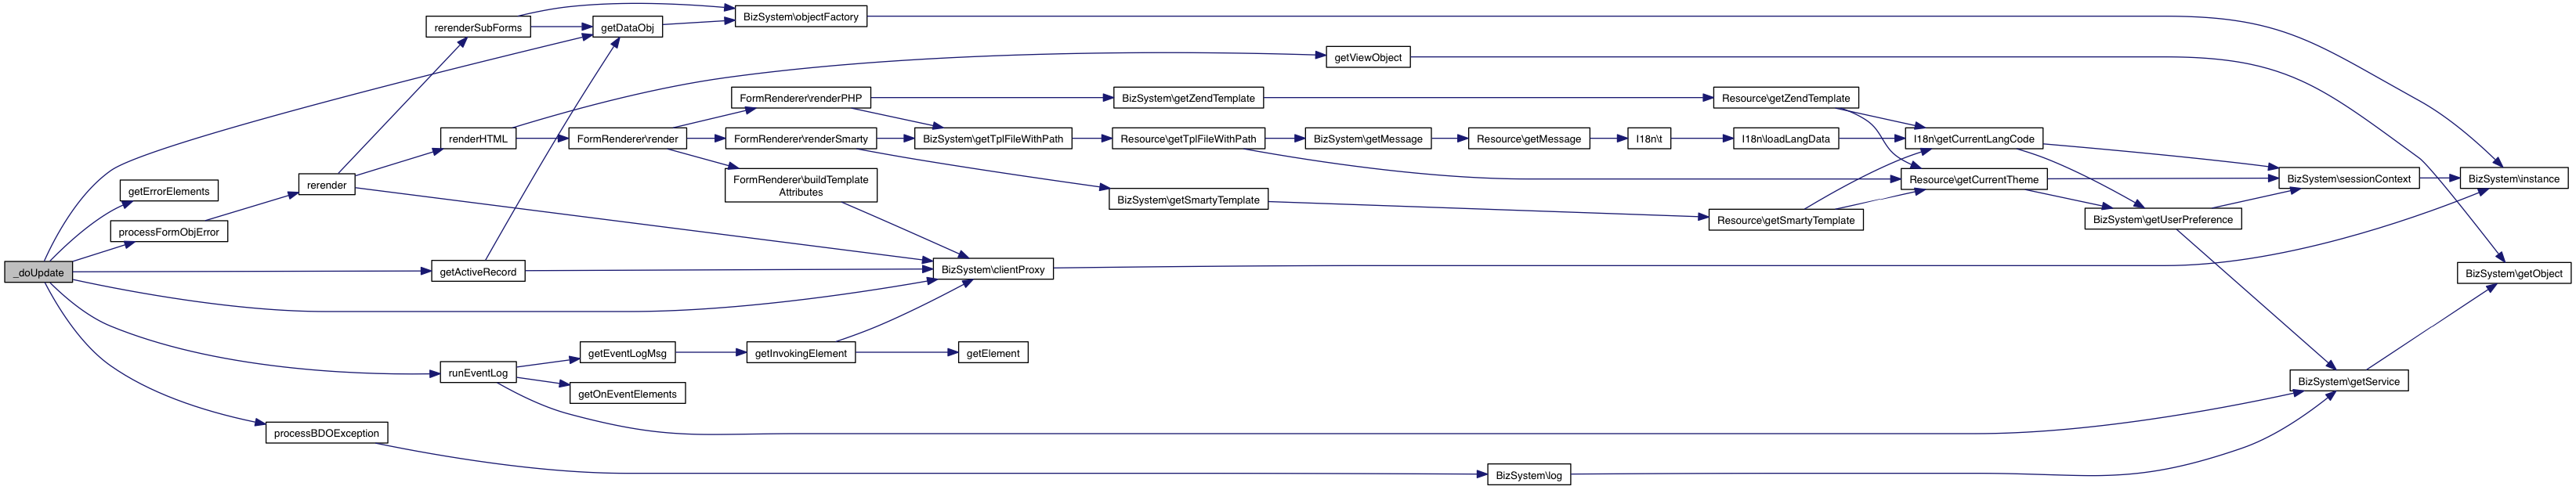 _doUpdate
getErrorElements
processFormObjError
rerender
rerenderSubForms
getDataObj
BizSystem\objectFactory
renderHTML
getViewObject
FormRenderer\render
FormRenderer\renderPHP
BizSystem\getZendTemplate
Resource\getZendTemplate
FormRenderer\renderSmarty
BizSystem\getTplFileWithPath
Resource\getTplFileWithPath
BizSystem\getMessage
Resource\getMessage
I18n\t
I18n\loadLangData
I18n\getCurrentLangCode
FormRenderer\buildTemplate
Attributes
BizSystem\getSmartyTemplate
Resource\getSmartyTemplate
Resource\getCurrentTheme
BizSystem\getUserPreference
BizSystem\sessionContext
BizSystem\instance
getActiveRecord
BizSystem\clientProxy
BizSystem\getObject
runEventLog
getEventLogMsg
getInvokingElement
getElement
getOnEventElements
BizSystem\getService
processBDOException
BizSystem\log